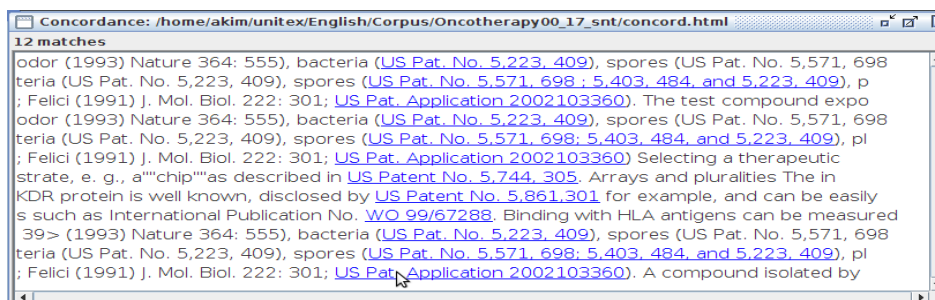 Concordance: /home/akim/unitex/English/Corpus/Oncotherapy00_17_snt/concord.html
12 matches
odor (1993) Nature 364: 555), bacteria (US Pat. No. 5,223, 409), spores (US Pat. No. 5,571, 698
teria (US Pat. No. 5,223, 409), spores (US Pat. No. 5,571, 698 ; 5,403, 484, and 5,223, 409), p
; Felici (1991) J. Mol. Biol. 222: 301; US Pat. Application 2002103360). The test compound expo
odor (1993) Nature 364: 555), bacteria (US Pat. No. 5,223, 409), spores (US Pat. No. 5,571, 698
teria (US Pat. No. 5,223, 409), spores (US Pat. No. 5,571, 698; 5,403, 484, and 5,223, 409), pl
; Felici (1991) J. Mol. Biol. 222: 301; US Pat. Application 2002103360) Selecting a therapeutic
strate, e. g., a""chip""as described in US Patent No. 5,744, 305. Arrays and pluralities The in
KDR protein is well known, disclosed by US Patent No. 5,861,301 for example, and can be easily
s such as International Publication No. WO 99/67288. Binding with HLA antigens can be measured
39> (1993) Nature 364: 555), bacteria (US Pat. No. 5,223, 409), spores (US Pat. No. 5,571, 698
teria (US Pat. No. 5,223, 409), spores (US Pat. No. 5,571, 698; 5,403, 484, and 5,223, 409), pl
; Felici (1991) J. Mol. Biol. 222: 301; US Pat. Application 2002103360). A compound isolated by